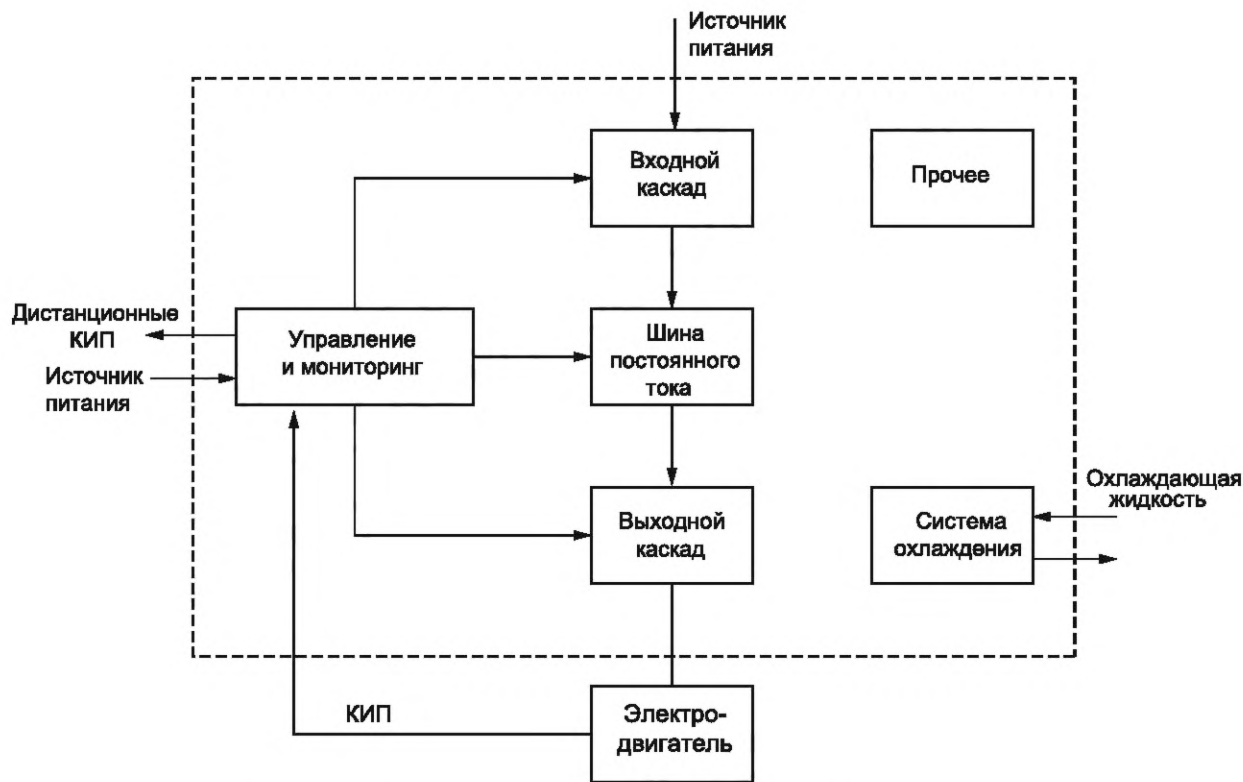 Источник
питания
Входной
каскад
Прочее
Дистанционные
КИП
Источник
питания
Управление
и мониторинг
Шина
постоянного
тока
Выходной
каскад
Система
охлаждения
Охлаждающая
жидкость
КИП
Электро-
двигатель